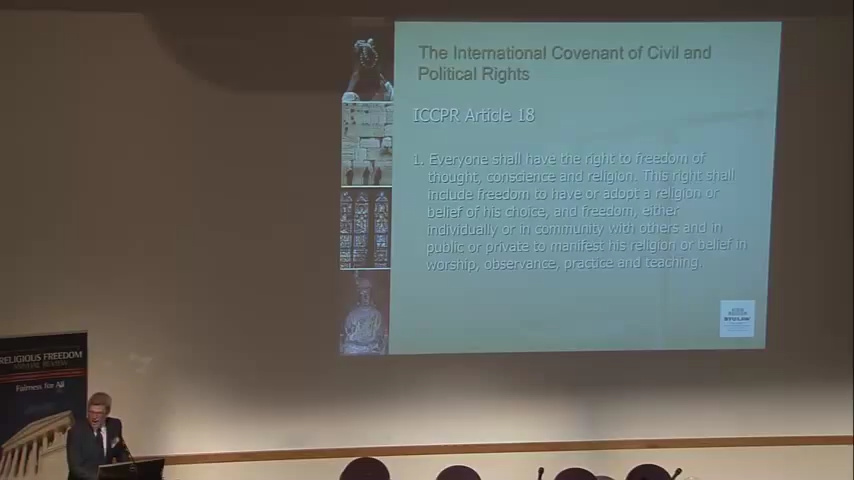 The International Covenant of Civil and
Political Rights
ICCPR Article 18
1. Everyone shall have the right to freedom of
thought, conscience and religion. This right shall
include freedom to have or adopt a religion or
belief of his choice, and freedom, either
individually or in community with others and in
public or private to manifest his religion or belief in
worship, observance, practice and teaching.
RELIGIOUS FREEDOM
ANNUAL REVIEW
Fairness for All